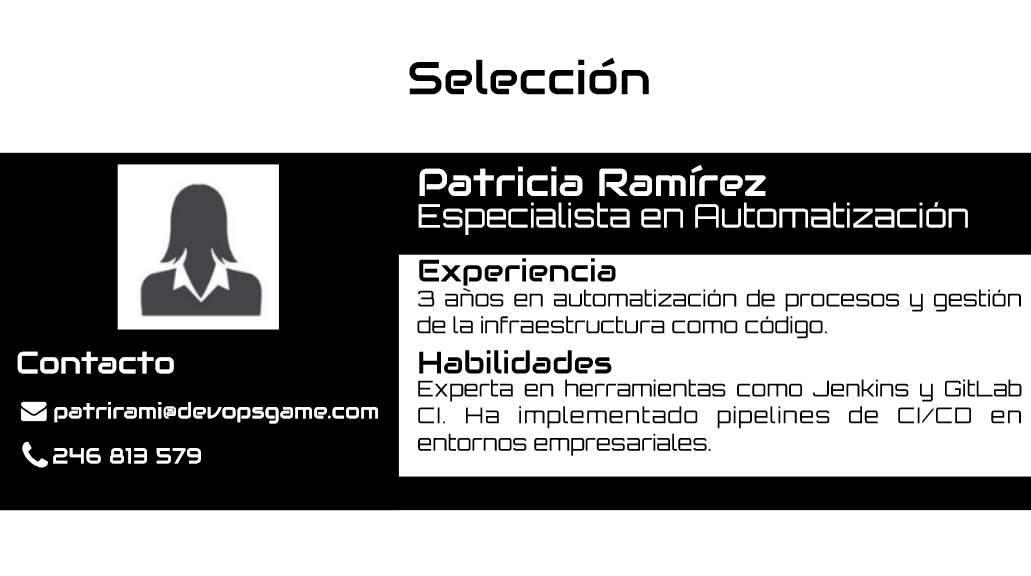 Selección
Patricia Ramírez
Especialista en Automatización
Experiencia
3 años en automatización de procesos y gestión
de la infraestructura como código.
Habilidades
Experta en herramientas como Jenkins y GitLab
CI. Ha implementado pipelines de CI/CD en
entornos empresariales.
Contacto
patrirami@devopsgame.com
246 813 579